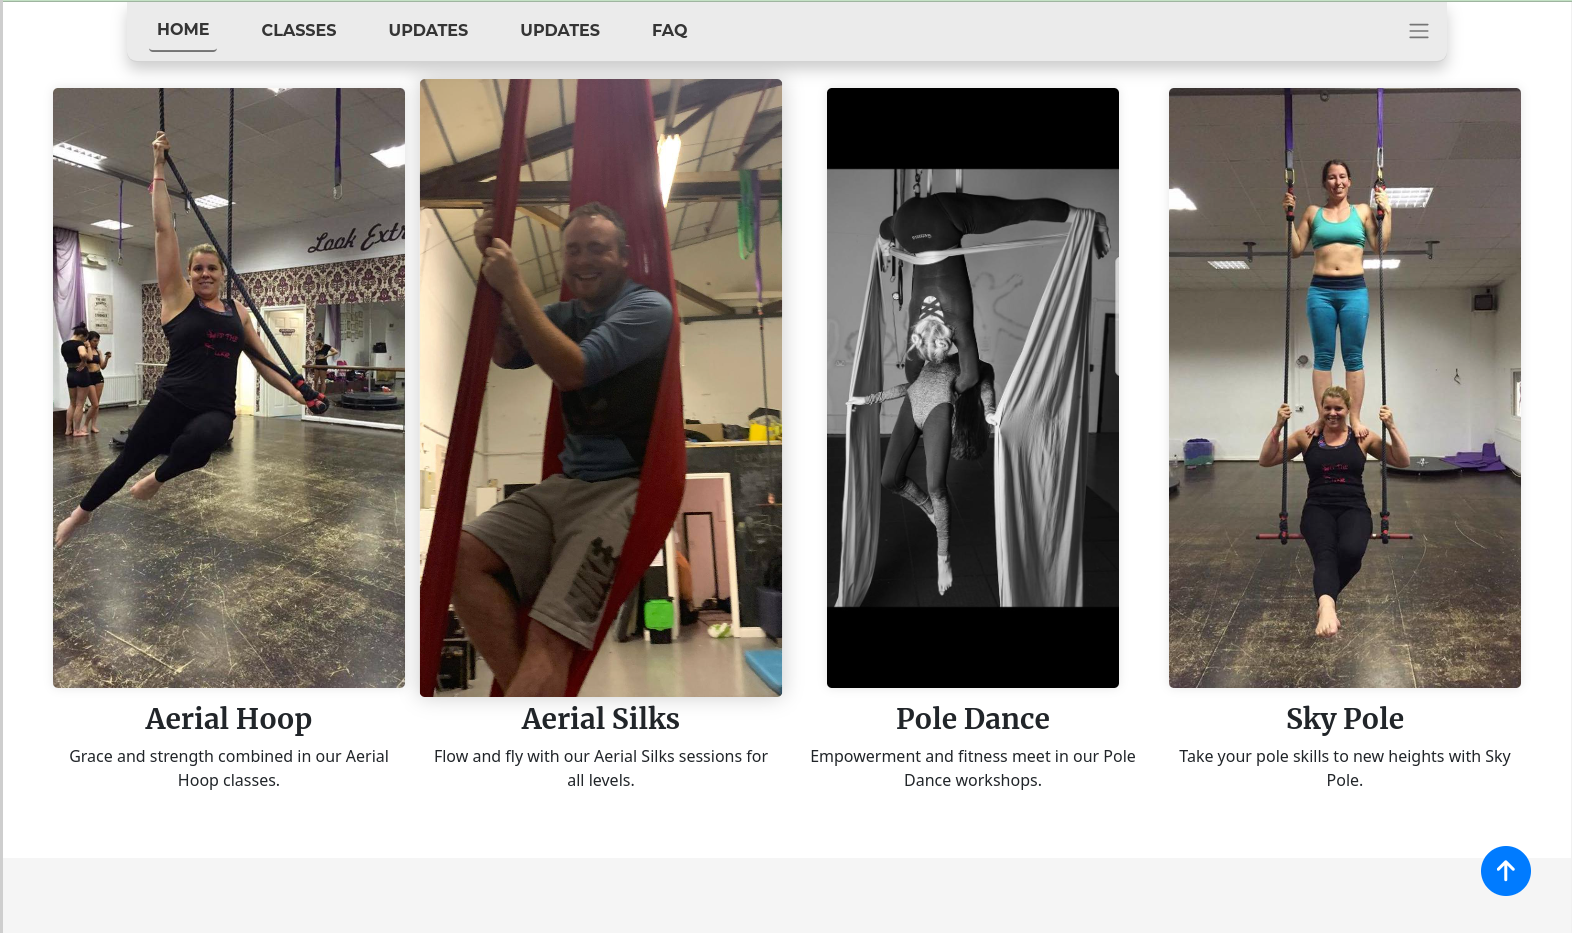 HOME CLASSES UPDATES UPDATES FAQ
Look Extr
Aerial Hoop
Grace and strength combined in our Aerial
Hoop classes.
Aerial Silks
Flow and fly with our Aerial Silks sessions for
all levels.
Pole Dance
Empowerment and fitness meet in our Pole
Dance workshops.
Sky Pole
Take your pole skills to new heights with Sky
Pole.